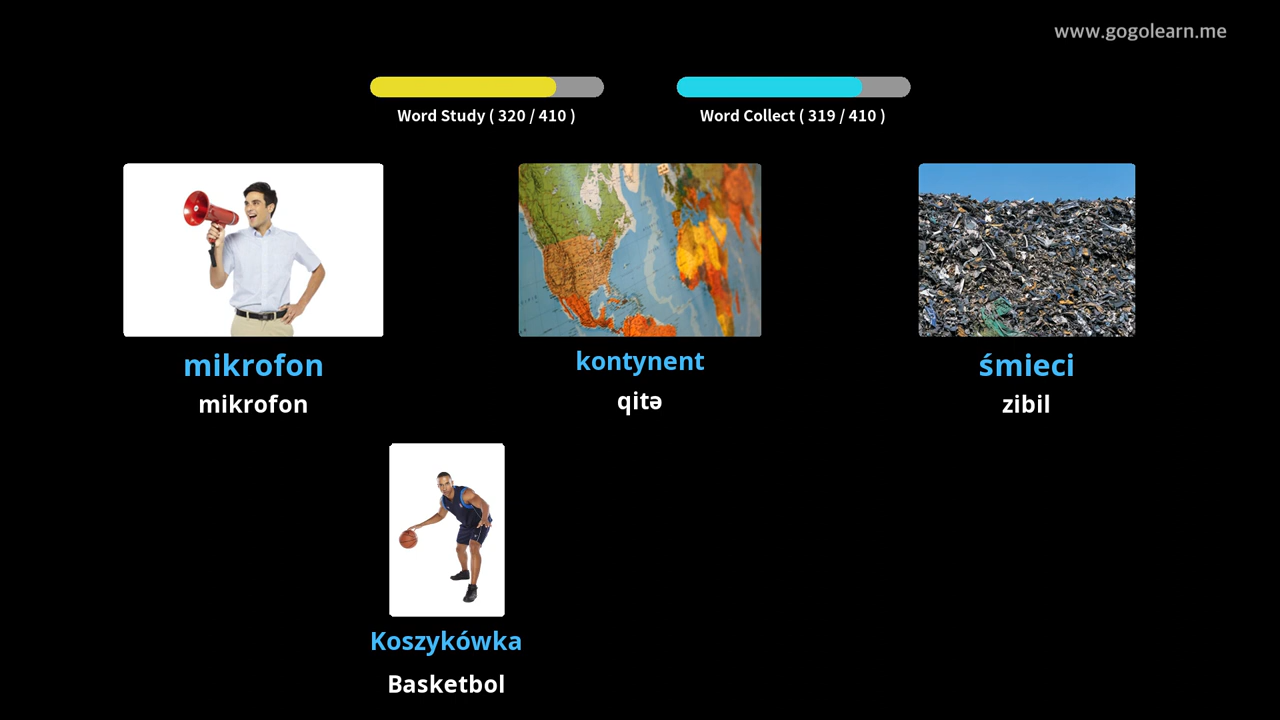 www.gogolearn.me
Word Study ( 320 / 410 )
Word Collect ( 319 / 410 )
mikrofon
mikrofon
kontynent
qitə
śmieci
zibil
Koszykówka
Basketbol